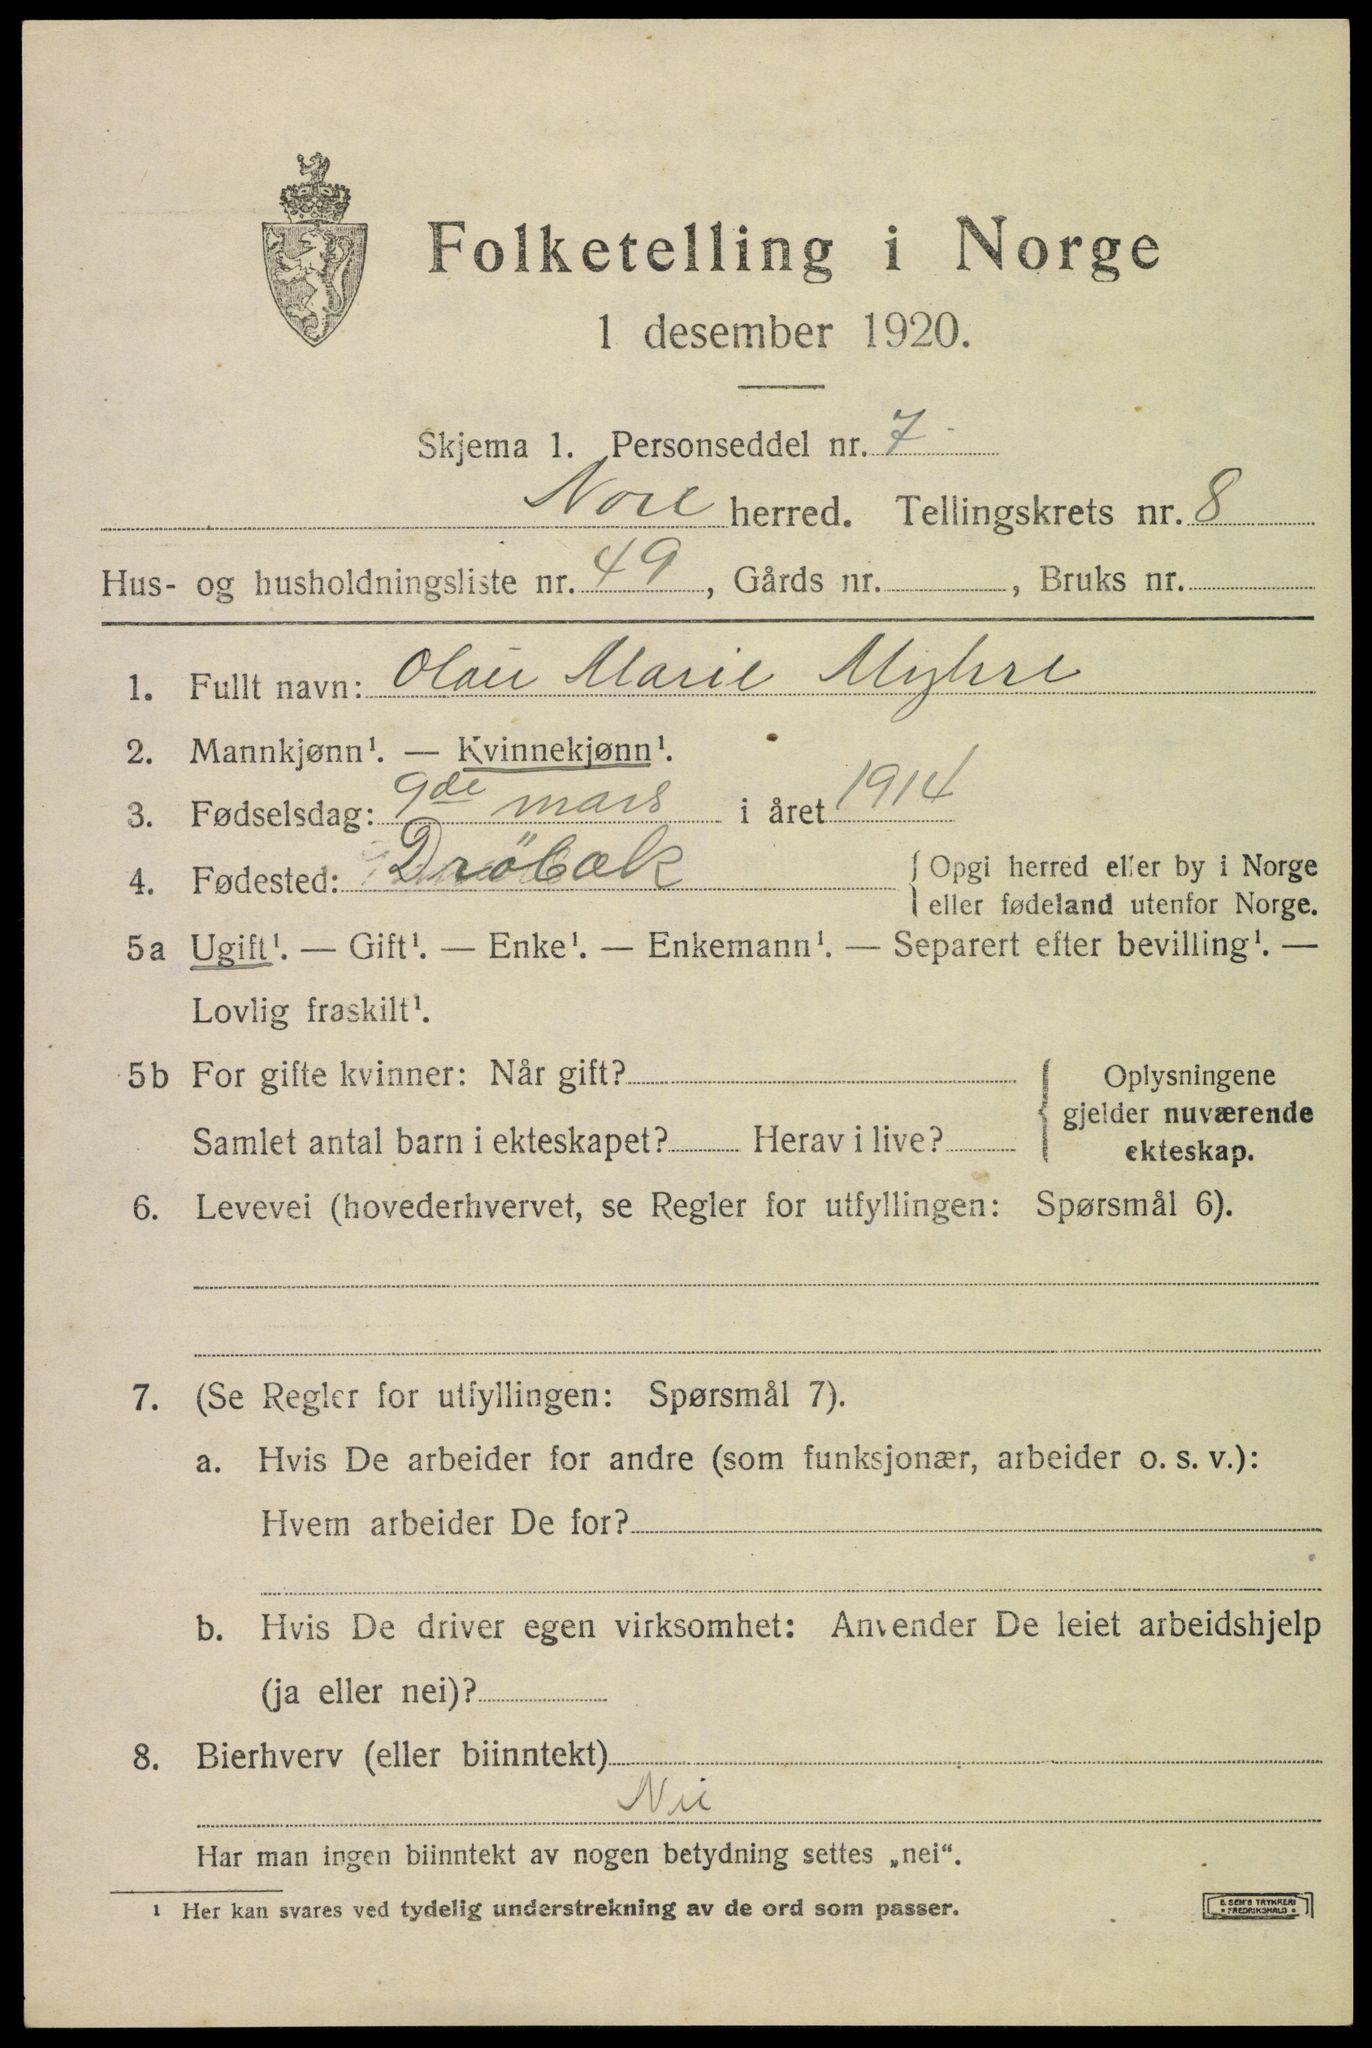 Folketelling i Norge
1 desember 1920.
Skjema 1. Personseddel nr. 7
Nore herred. Tellingskrets nr. 8
Hus- og husholdningsliste nr. 49, Gårds nr. , Bruks nr.
1. Fullt navn: Marie Myhre
2. Mannkjønn¹. — Kvinnekjønn¹.
3. Fødselsdag: 9de mars i året 1914
4. Fødested: Dröbak { Opgi herred eller by i Norge
eller fødeland utenfor Norge.
5a Ugift¹. — Gift¹. — Enke¹. — Enkemann¹. — Separert efter bevilling¹. —
Lovlig fraskilt¹.
5b For gifte kvinner: Når gift? { Oplysningene
gjelder nuværende
Samlet antal barn i ekteskapet? Herav i live? ekteskap.
6. Levevei (hovederhvervet, se Regler for utfyllingen: Spørsmål 6).
7. (Se Regler for utfyllingen: Spørsmål 7).
a. Hvis De arbeider for andre (som funksjonær, arbeider o. s. v.):
Hvem arbeider De for?
b. Hvis De driver egen virksomhet: Anvender De leiet arbeidshjelp
(ja eller nei)?
8. Bierhverv (eller biinntekt)
Nei
Har man ingen biinntekt av nogen betydning settes „nei“.
¹ Her kan svares ved tydelig understrekning av de ord som passer.
E. SEM'S TRYKKERI
FREDRIKSHALD